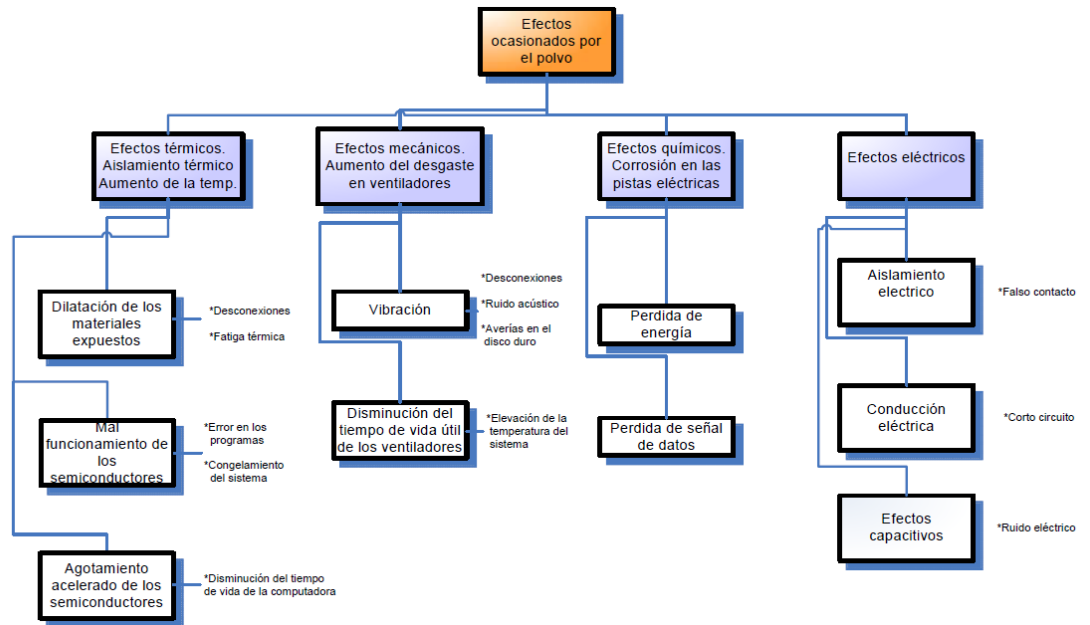 Efectos
ocasionados por
el polvo
Efectos térmicos.
Aislamiento térmico
Aumento de la temp.
Efectos mecánicos.
Aumento del desgaste
en ventiladores
Efectos químicos.
Corrosión en las
pistas eléctricas
Efectos eléctricos
Dilatación de los
materiales
expuestos
*Desconexiones
*Fatiga térmica
Vibración
*Desconexiones
*Ruido acústico
*Averías en el
disco duro
Perdida de
energía
Aislamiento
electrico
*Falso contacto
Mal
funcionamiento de
los
semiconductores
*Error en los
programas
*Congelamiento
del sistema
Disminución del
tiempo de vida útil
de los ventiladores
*Elevación de la
temperatura del
sistema
Perdida de señal
de datos
Conducción
eléctrica
*Corto circuito
Agotamiento
acelerado de los
semiconductores
*Disminución del tiempo
de vida de la computadora
Efectos
capacitivos
*Ruido eléctrico